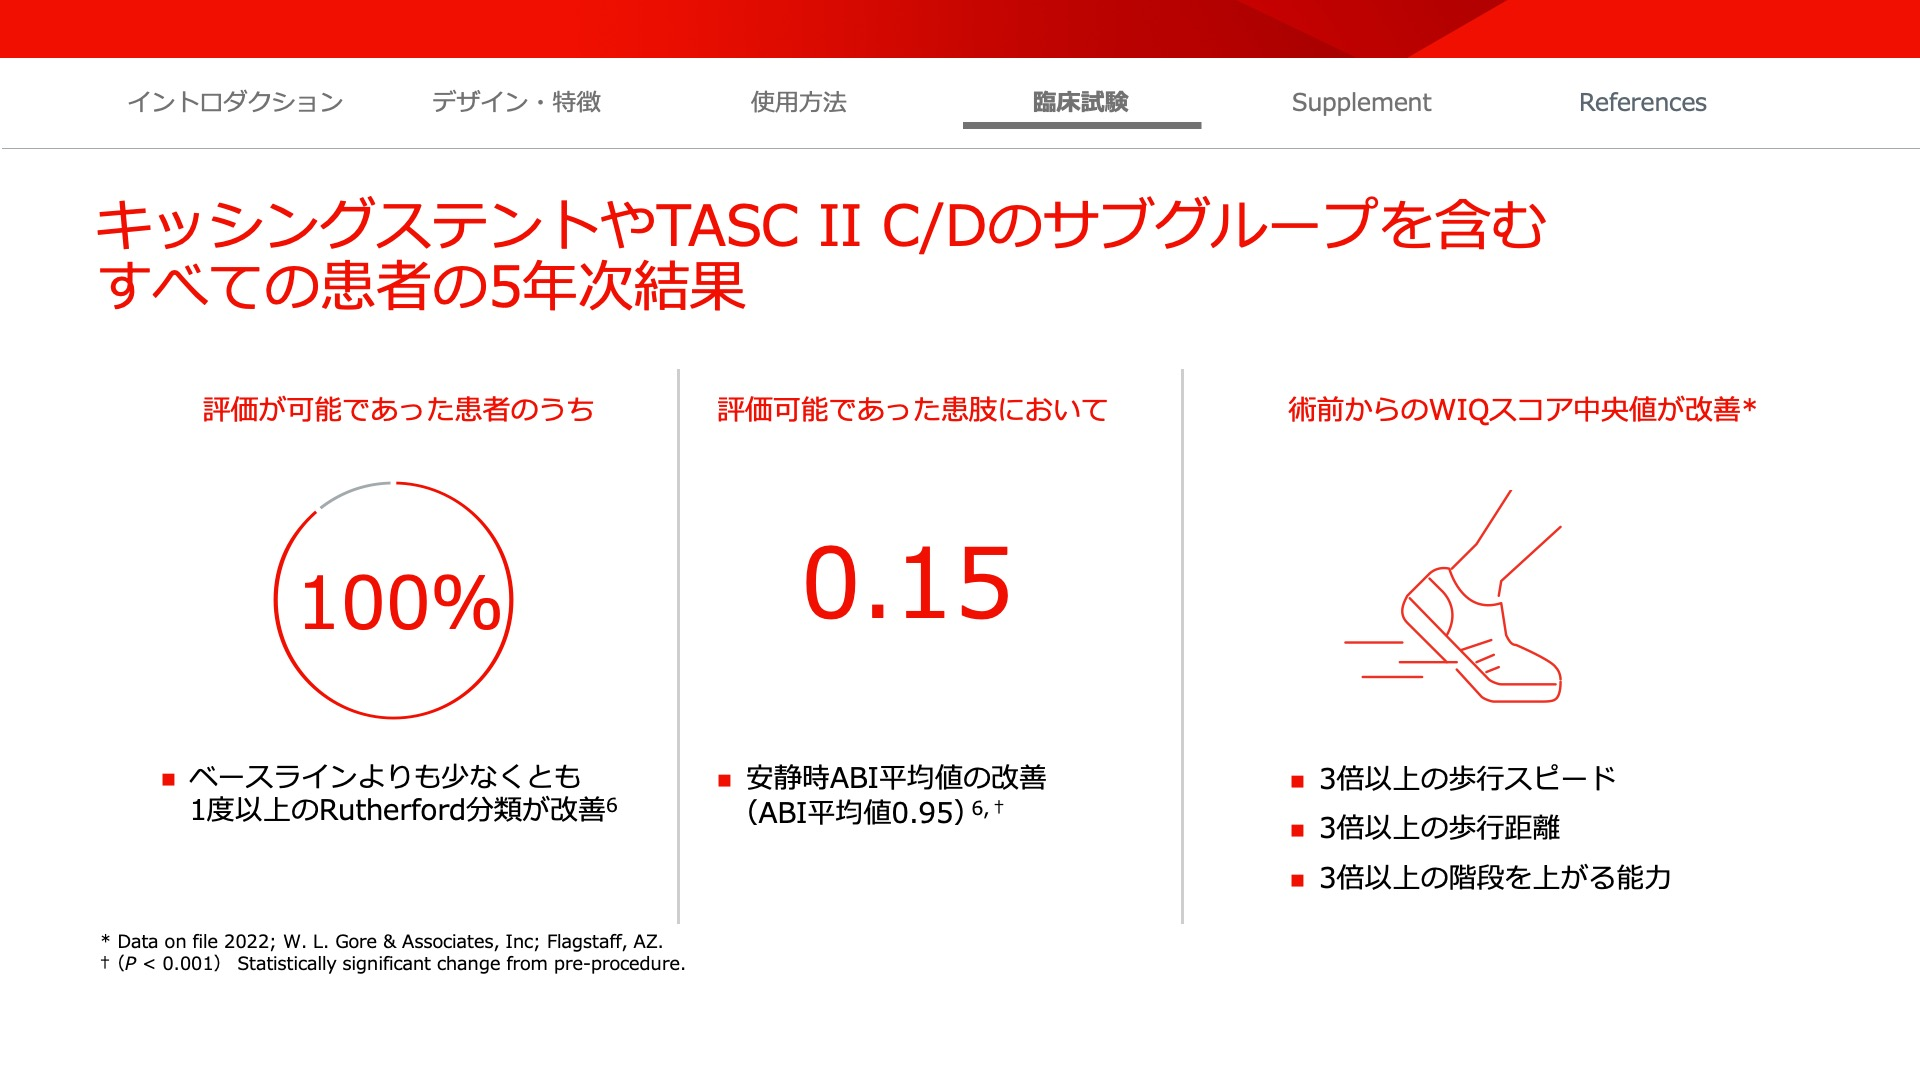 イントロダクション
デザイン・特徴
使用方法
臨床試験
Supplement
References
キッシングステントやTASC II C/Dのサブグループを含む
すべての患者の5年次結果
評価が可能であった患者のうち
100%
■ ベースラインよりも少なくとも
1度以上のRutherford分類が改善6
評価可能であった患肢において
0.15
■ 安静時ABI平均値の改善
（ABI平均値0.95）6, †
術前からのWIQスコア中央値が改善*
■ 3倍以上の歩行スピード
■ 3倍以上の歩行距離
■ 3倍以上の階段を上がる能力
* Data on file 2022; W. L. Gore & Associates, Inc; Flagstaff, AZ.
†（P < 0.001） Statistically significant change from pre-procedure.